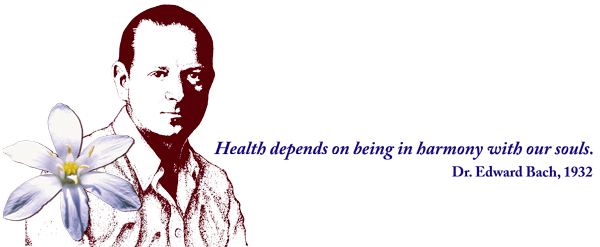 Health depends on being in harmony with our souls.
Dr. Edward Bach, 1932